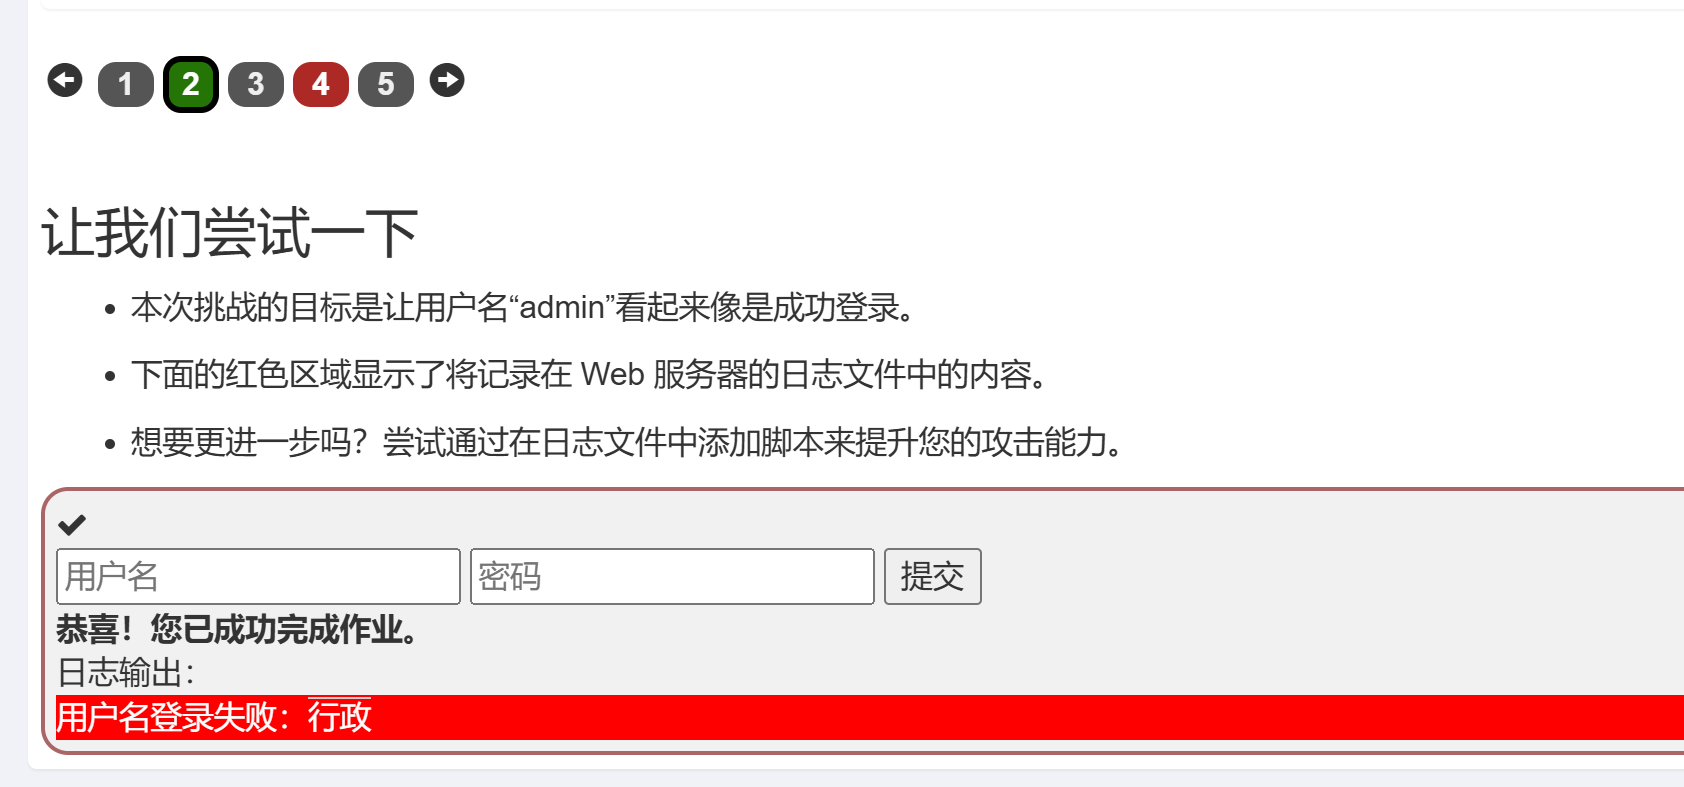 1 2 3 4 5
让我们尝试一下
本次挑战的目标是让用户名“admin”看起来像是成功登录。
下面的红色区域显示了将记录在 Web 服务器的日志文件中的内容。
想要更进一步吗？尝试通过在日志文件中添加脚本来提升您的攻击能力。
用户名 密码 提交
恭喜！您已成功完成作业。
日志输出：
用户名登录失败：行政